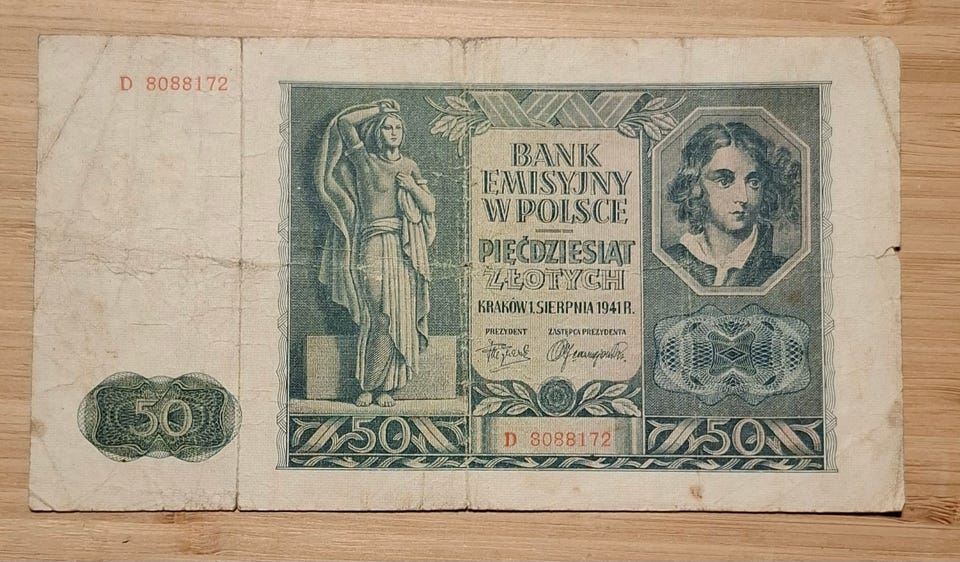 D 8088172
BANK
EMISYJNY
W POLSCE
PIĘĆDZIESIĄT
ZŁOTYCH
KRAKÓW 1. SIERPNIA 1941 R.
PREZYDENT ZASTĘPCA PREZYDENTA
50
50 D 8088172 50